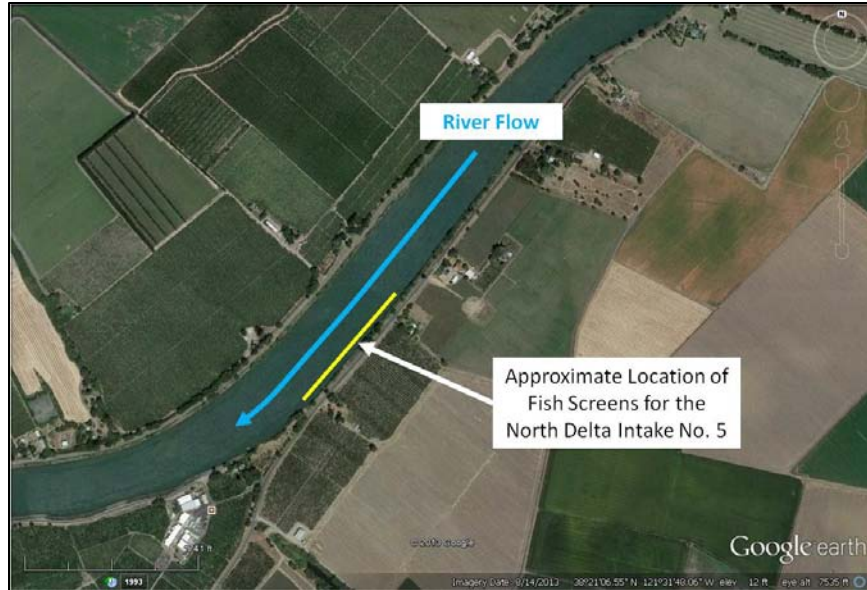 N
River Flow
Approximate Location of
Fish Screens for the
North Delta Intake No. 5
© 2013 Google
Google earth
1993
Imagery Date: 8/14/2013 38°21'06.55" N 121°31'48.06" W elev 12 ft eye alt 7535 ft